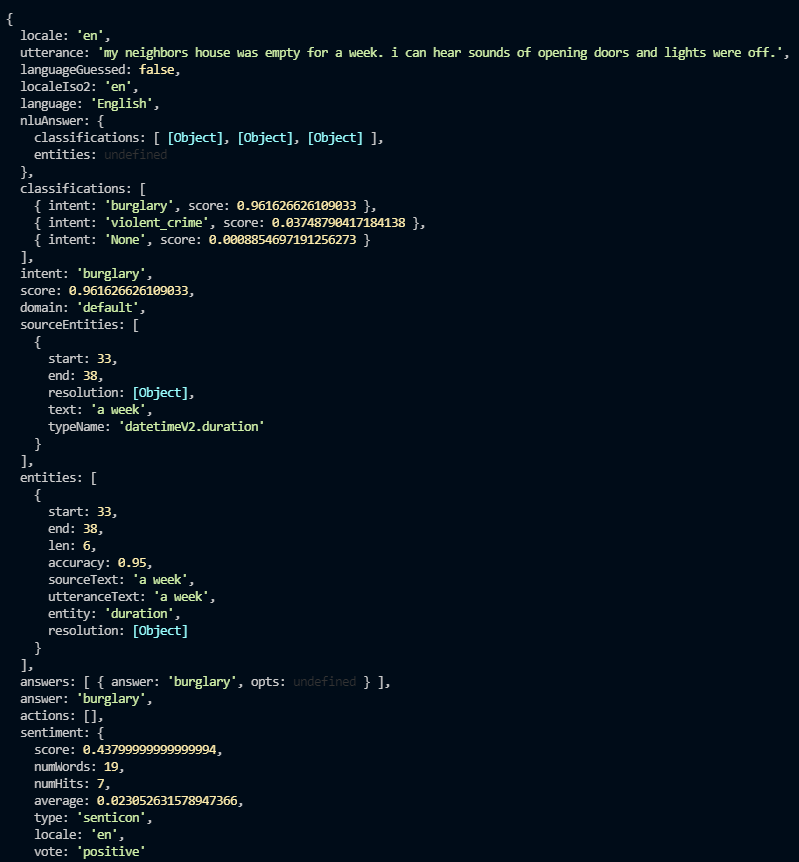 {
  locale: 'en',
  utterance: 'my neighbors house was empty for a week. i can hear sounds of opening doors and lights were off.',
  languageGuessed: false,
  localeIso2: 'en',
  language: 'English',
  nluAnswer: {
    classifications: [ [Object], [Object], [Object] ],
    entities: undefined
  },
  classifications: [
    { intent: 'burglary', score: 0.961626626109033 },
    { intent: 'violent_crime', score: 0.03748790417184138 },
    { intent: 'None', score: 0.0008854697191256273 }
  ],
  intent: 'burglary',
  score: 0.961626626109033,
  domain: 'default',
  sourceEntities: [
    {
      start: 33,
      end: 38,
      resolution: [Object],
      text: 'a week',
      typeName: 'datetimeV2.duration'
    }
  ],
  entities: [
    {
      start: 33,
      end: 38,
      len: 6,
      accuracy: 0.95,
      sourceText: 'a week',
      utteranceText: 'a week',
      entity: 'duration',
      resolution: [Object]
    }
  ],
  answers: [ { answer: 'burglary', opts: undefined } ],
  answer: 'burglary',
  actions: [],
  sentiment: {
    score: 0.43799999999999994,
    numWords: 19,
    numHits: 7,
    average: 0.023052631578947366,
    type: 'senticon',
    locale: 'en',
    vote: 'positive'